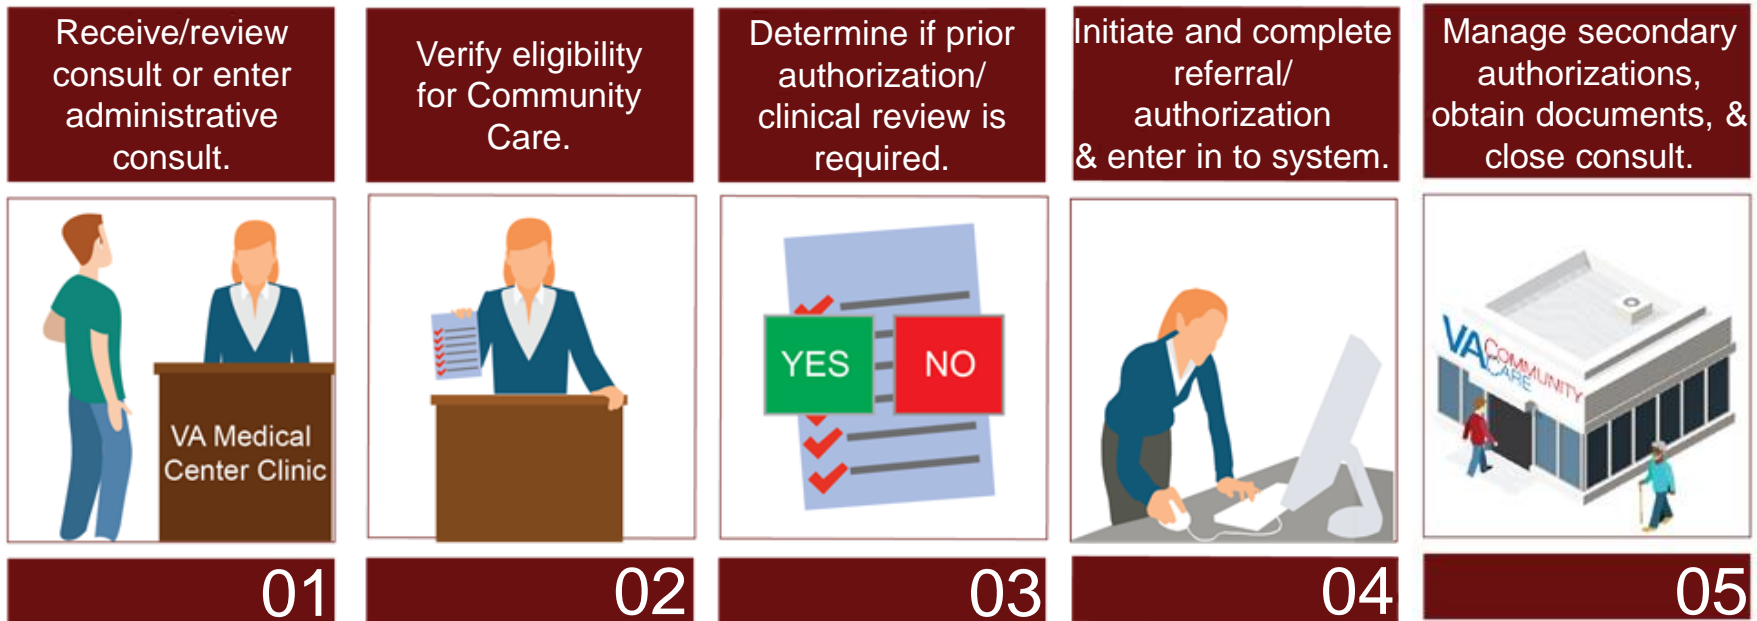 Receive/review
consult or enter
administrative
consult.
Verify eligibility
for Community
Care.
Determine if prior
authorization/
clinical review is
required.
Initiate and complete
referral/
authorization
& enter in to system.
Manage secondary
authorizations,
obtain documents, &
close consult.
VA Medical
Center Clinic
YES
NO
VA COMMUNITY
CARE
01
02
03
04
05